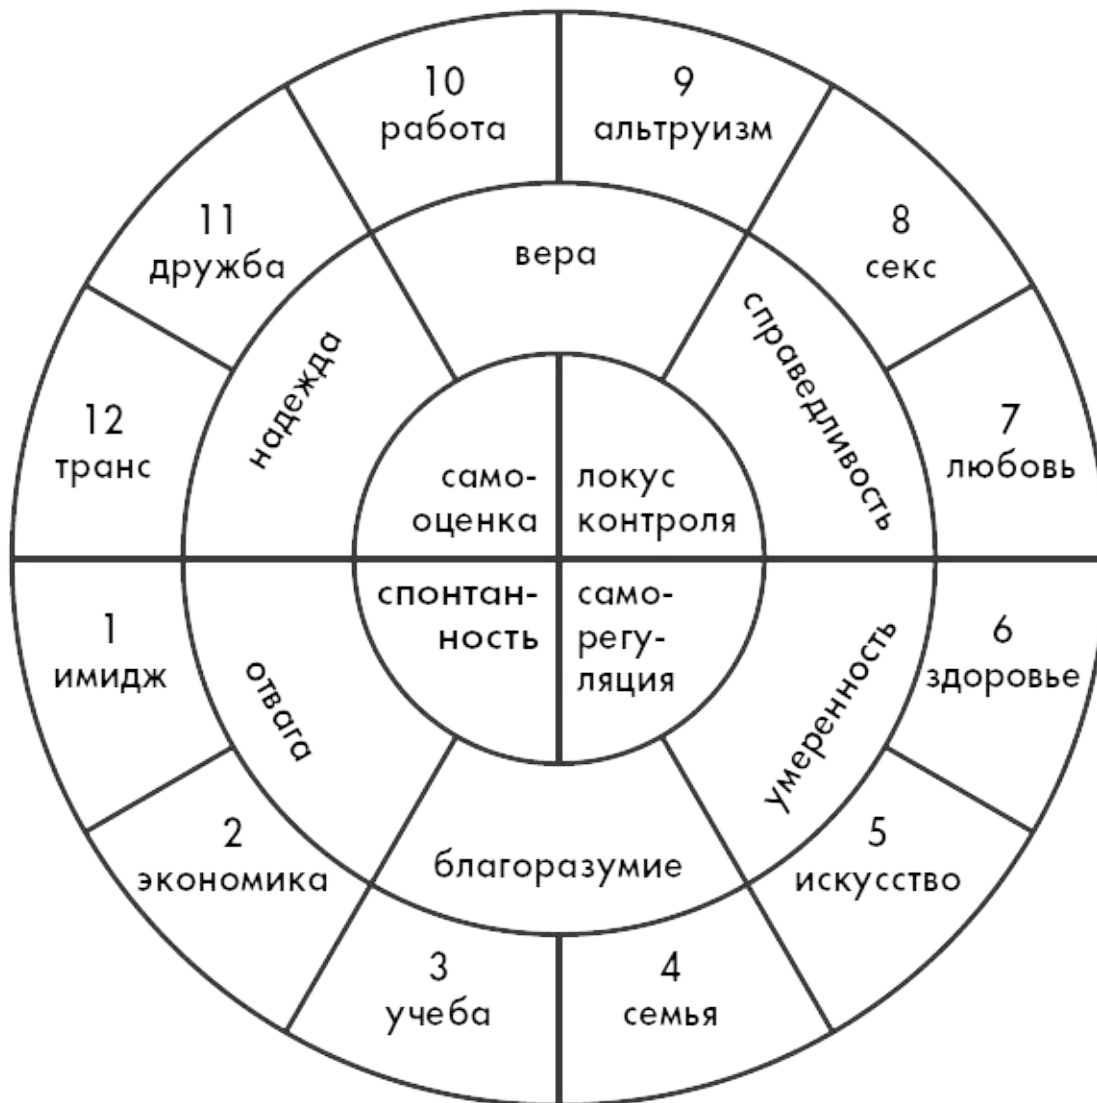 10
работа
9
альтруизм
11
дружба
вера
8
секс
надежда
справедливость
12
транс
7
любовь
само-
оценка
локус
контроля
спонтан-
ность
само-
регу-
ляция
1
имидж
отвага
умеренность
6
здоровье
2
экономика
благоразумие
5
искусство
3
учеба
4
семья